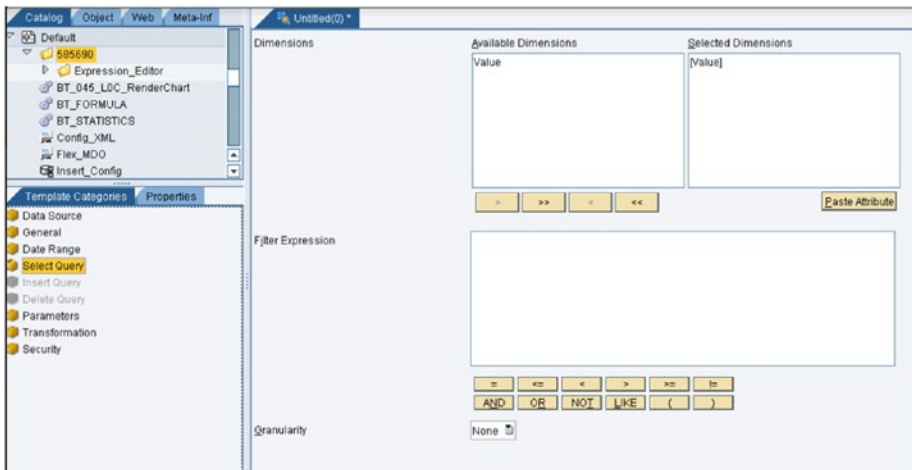 Catalog Object Web Meta-Inf
Default
585690
Expression_Editor
BT_045_LOC_RenderChart
BT_FORMULA
BT_STATISTICS
Config_XML
Flex_MDO
Insert_Config
Template Categories Properties
Data Source
General
Date Range
Select Query
Insert Query
Delete Query
Parameters
Transformation
Security
Untitled(0) *
Dimensions
Available Dimensions
Value
Selected Dimensions
[Value]
> >> < <<
Paste Attribute
Filter Expression
= <= < > >= !=
AND OR NOT LIKE ( )
Granularity
None